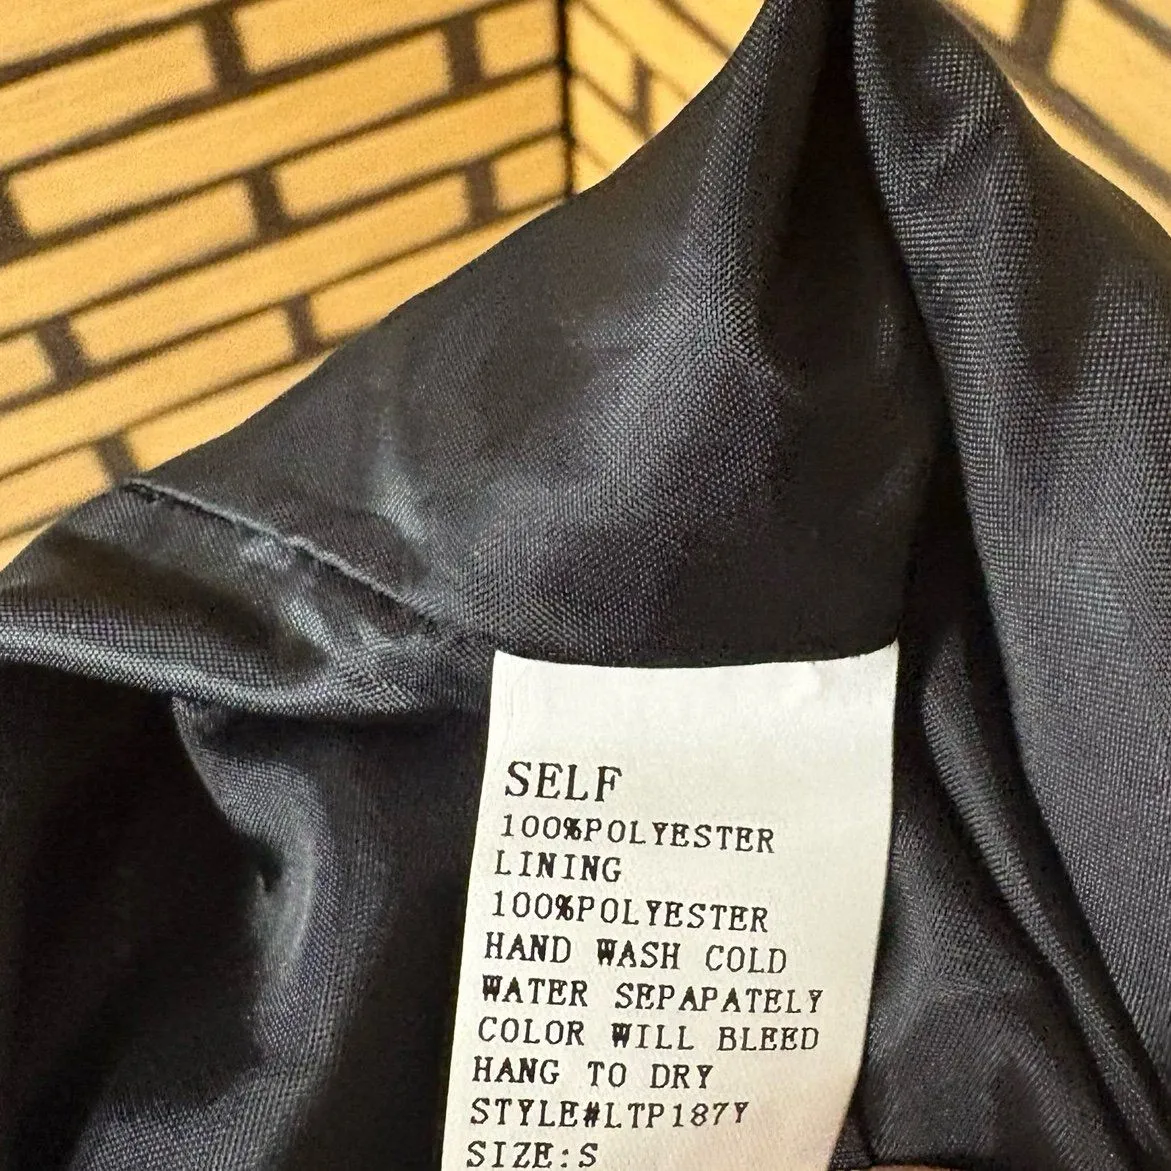 SELF
100%POLYESTER
LINING
100%POLYESTER
HAND WASH COLD
WATER SEPAPATELY
COLOR WILL BLEED
HANG TO DRY
STYLE#LTP187Y
SIZE:S